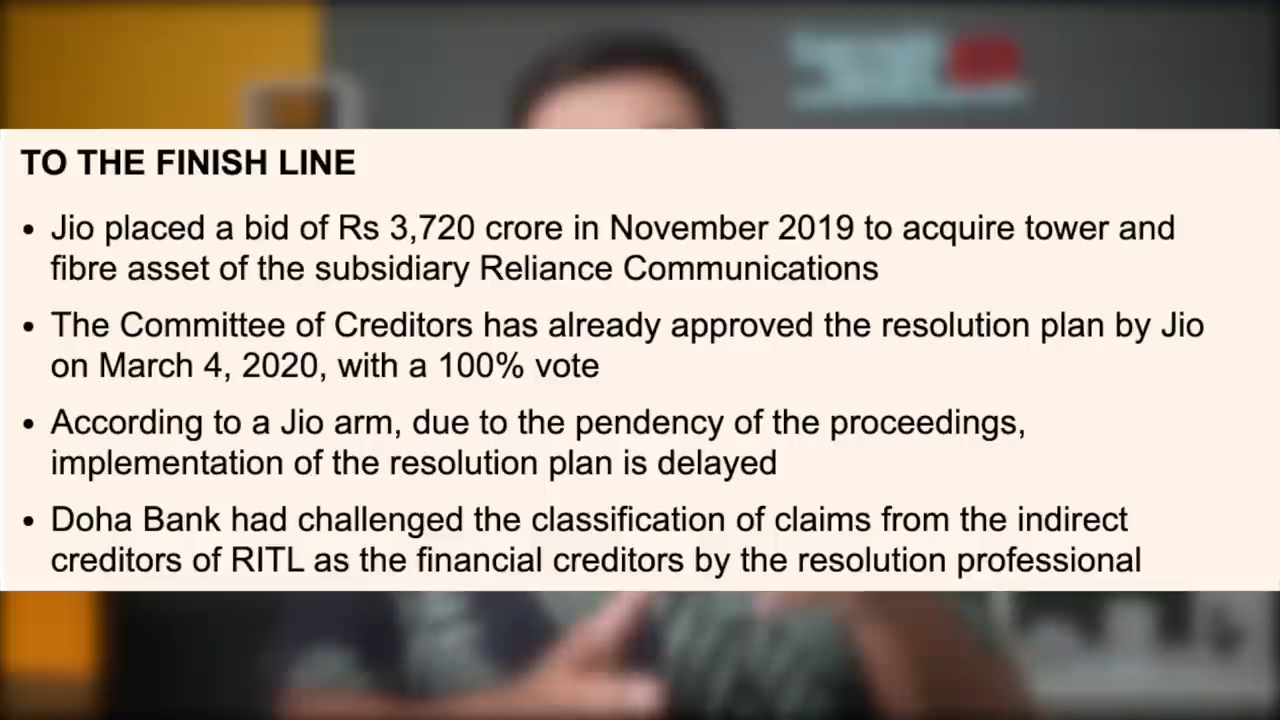 TO THE FINISH LINE
• Jio placed a bid of Rs 3,720 crore in November 2019 to acquire tower and
fibre asset of the subsidiary Reliance Communications
• The Committee of Creditors has already approved the resolution plan by Jio
on March 4, 2020, with a 100% vote
• According to a Jio arm, due to the pendency of the proceedings,
implementation of the resolution plan is delayed
• Doha Bank had challenged the classification of claims from the indirect
creditors of RITL as the financial creditors by the resolution professional